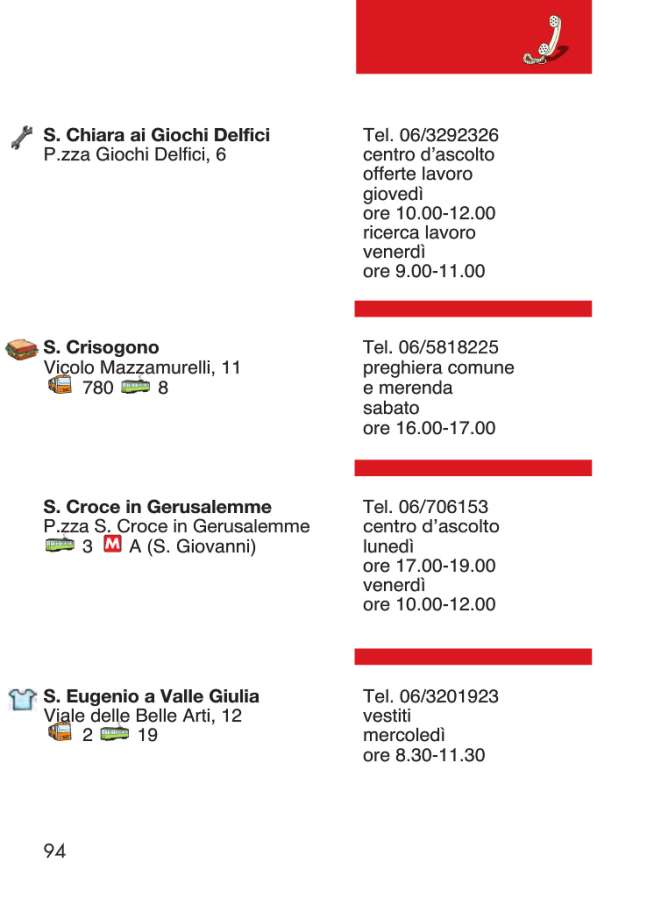 S. Chiara ai Giochi Delfici
P.zza Giochi Delfici, 6
Tel. 06/3292326
centro d'ascolto
offerte lavoro
giovedì
ore 10.00-12.00
ricerca lavoro
venerdì
ore 9.00-11.00
S. Crisogono
Vicolo Mazzamurelli, 11
780 8
Tel. 06/5818225
preghiera comune
e merenda
sabato
ore 16.00-17.00
S. Croce in Gerusalemme
P.zza S. Croce in Gerusalemme
3 M A (S. Giovanni)
Tel. 06/706153
centro d'ascolto
lunedì
ore 17.00-19.00
venerdì
ore 10.00-12.00
S. Eugenio a Valle Giulia
Viale delle Belle Arti, 12
2 19
Tel. 06/3201923
vestiti
mercoledì
ore 8.30-11.30
94